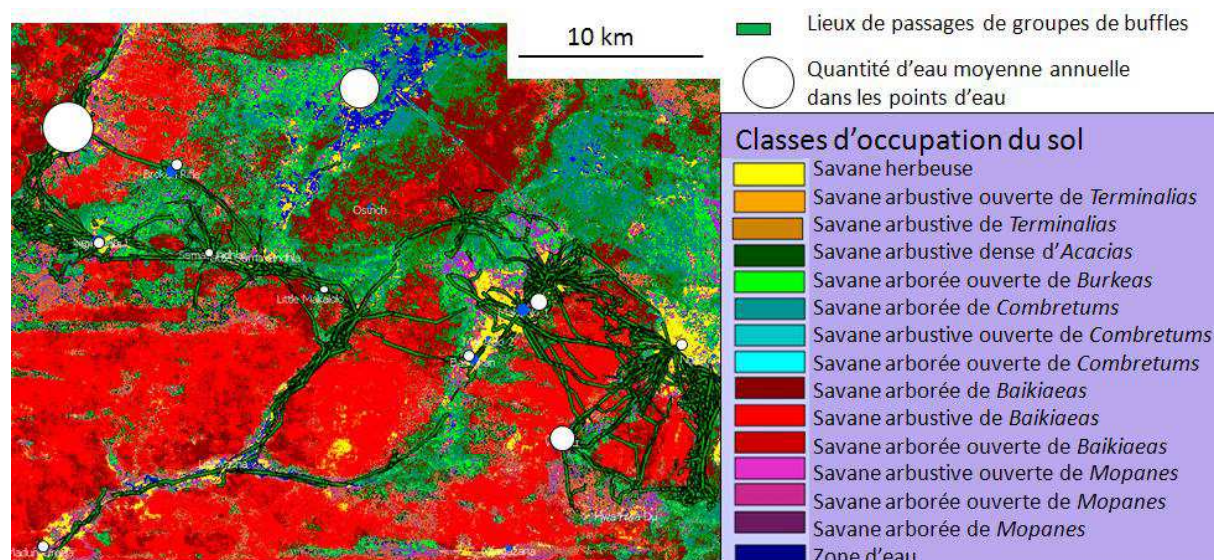 Lieux de passages de groupes de buffles
10 km
Quantité d'eau moyenne annuelle
dans les points d'eau
Classes d'occupation du sol
Savane herbeuse
Savane arbustive ouverte de Terminalias
Savane arbustive de Terminalias
Savane arbustive dense d'Acacias
Savane arborée ouverte de Burkeas
Savane arborée de Combretums
Savane arbustive ouverte de Combretums
Savane arborée ouverte de Combretums
Savane arborée de Baikiaeas
Savane arbustive de Baikiaeas
Savane arborée ouverte de Baikiaeas
Savane arbustive ouverte de Mopanes
Savane arborée ouverte de Mopanes
Savane arborée de Mopanes
Zone d'eau
Ostrich
Little Makalolo